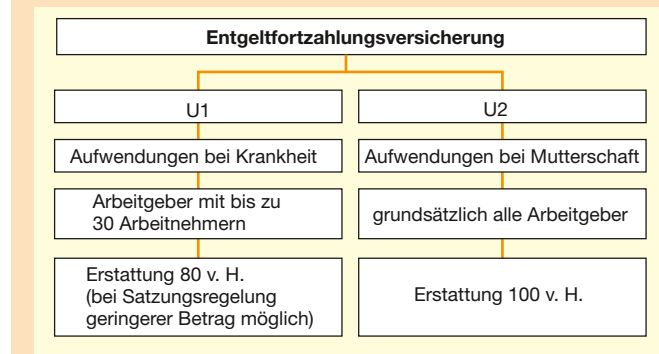 Entgeltfortzahlungsversicherung
U1
U2
Aufwendungen bei Krankheit
Aufwendungen bei Mutterschaft
Arbeitgeber mit bis zu
30 Arbeitnehmern
grundsätzlich alle Arbeitgeber
Erstattung 80 v. H.
(bei Satzungsregelung
geringerer Betrag möglich)
Erstattung 100 v. H.